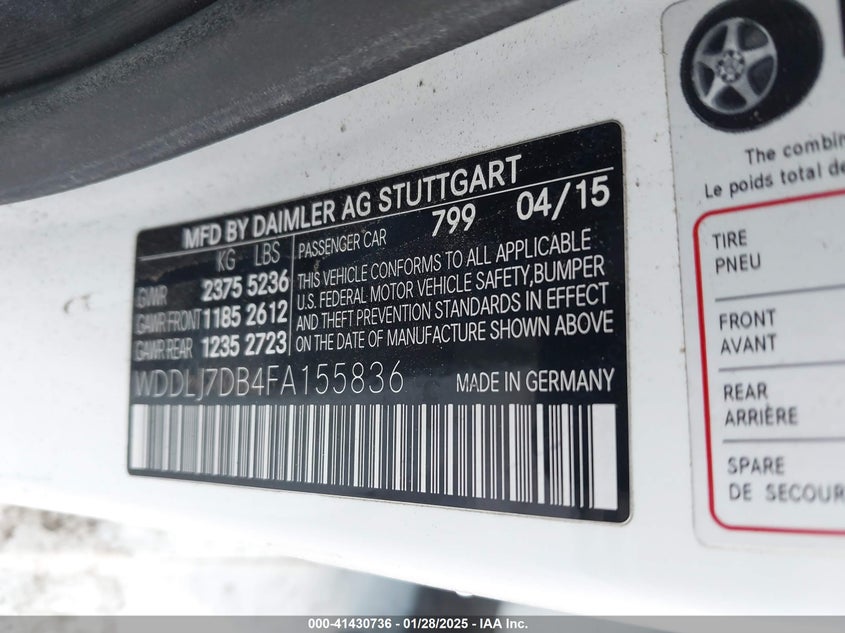 MFD BY DAIMLER AG STUTTGART
KG LBS
PASSENGER CAR 799 04/15
GWR 2375 5236
GAWR FRONT 1185 2612
GAWR REAR 1235 2723
THIS VEHICLE CONFORMS TO ALL APPLICABLE
U.S. FEDERAL MOTOR VEHICLE SAFETY,BUMPER
AND THEFT PREVENTION STANDARDS IN EFFECT
ON THE DATE OF MANUFACTURE SHOWN ABOVE
WDDLJ7DB4FA155836 MADE IN GERMANY
The combin
Le poids total de
TIRE
PNEU
FRONT
AVANT
REAR
ARRIÈRE
SPARE
DE SECOUR
000-41430736 - 01/28/2025 - IAA Inc.